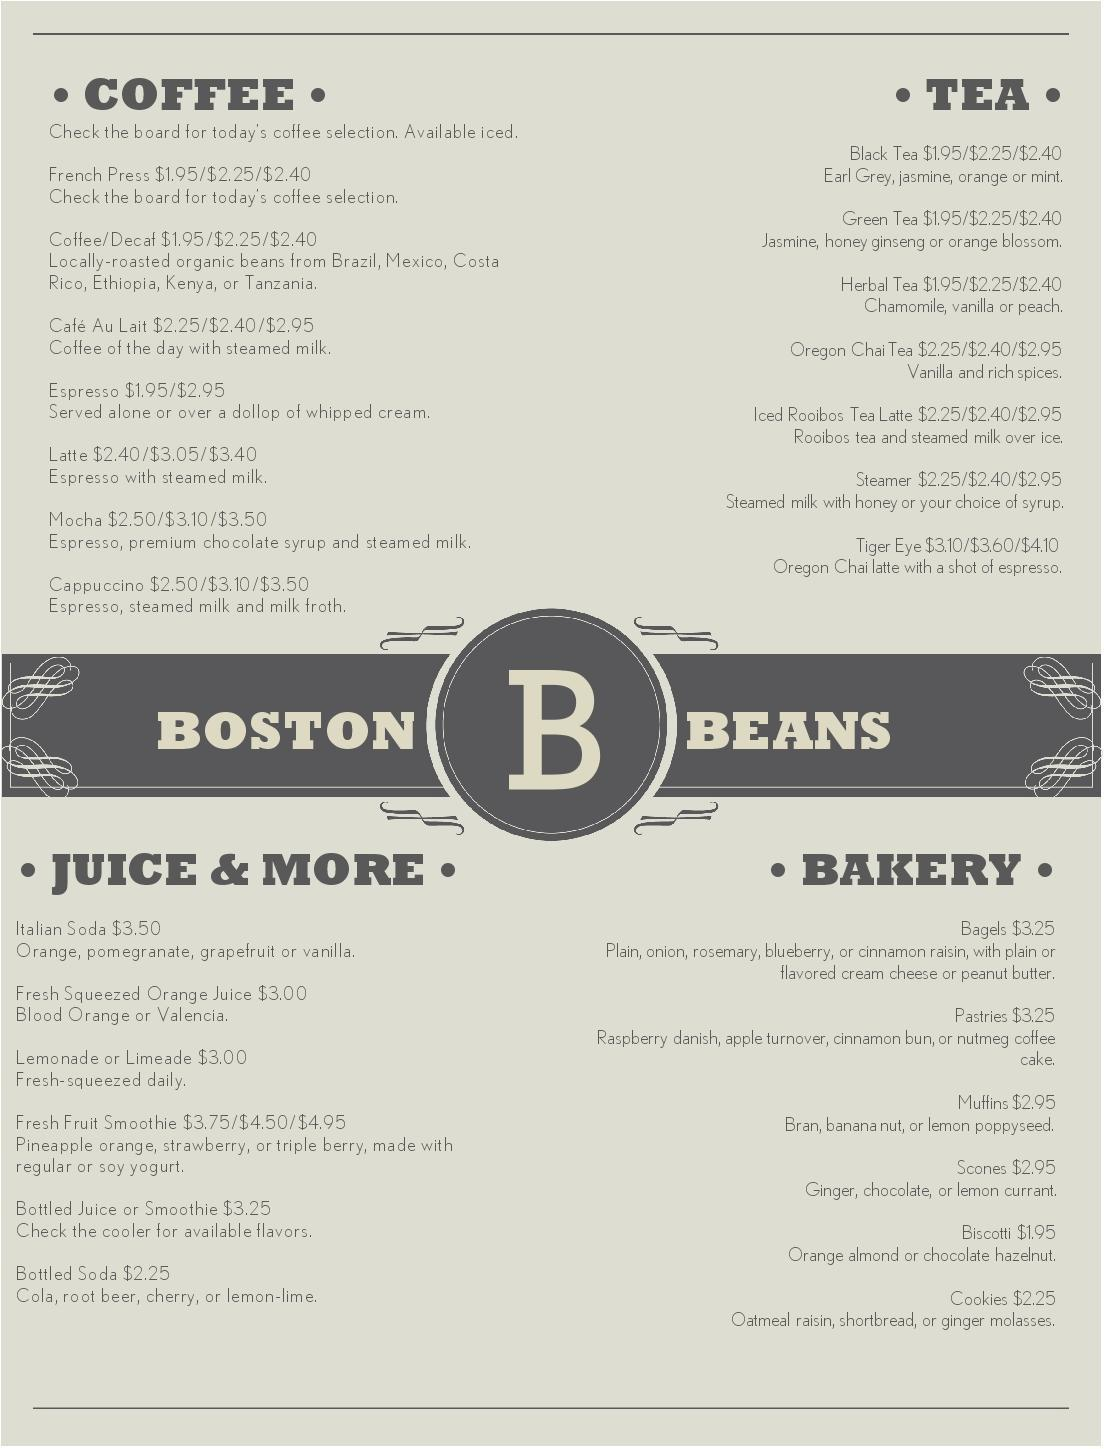 • COFFEE •
Check the board for today's coffee selection. Available iced.
French Press $1.95/$2.25/$2.40
Check the board for today's coffee selection.
Coffee/Decaf $1.95/$2.25/$2.40
Locally-roasted organic beans from Brazil, Mexico, Costa
Rico, Ethiopia, Kenya, or Tanzania.
Café Au Lait $2.25/$2.40/$2.95
Coffee of the day with steamed milk.
Espresso $1.95/$2.95
Served alone or over a dollop of whipped cream.
Latte $2.40/$3.05/$3.40
Espresso with steamed milk.
Mocha $2.50/$3.10/$3.50
Espresso, premium chocolate syrup and steamed milk.
Cappuccino $2.50/$3.10/$3.50
Espresso, steamed milk and milk froth.
• TEA •
Black Tea $1.95/$2.25/$2.40
Earl Grey, jasmine, orange or mint.
Green Tea $1.95/$2.25/$2.40
Jasmine, honey ginseng or orange blossom.
Herbal Tea $1.95/$2.25/$2.40
Chamomile, vanilla or peach.
Oregon Chai Tea $2.25/$2.40/$2.95
Vanilla and rich spices.
Iced Rooibos Tea Latte $2.25/$2.40/$2.95
Rooibos tea and steamed milk over ice.
Steamer $2.25/$2.40/$2.95
Steamed milk with honey or your choice of syrup.
Tiger Eye $3.10/$3.60/$4.10
Oregon Chai latte with a shot of espresso.
BOSTON B BEANS
• JUICE & MORE •
Italian Soda $3.50
Orange, pomegranate, grapefruit or vanilla.
Fresh Squeezed Orange Juice $3.00
Blood Orange or Valencia.
Lemonade or Limeade $3.00
Fresh-squeezed daily.
Fresh Fruit Smoothie $3.75/$4.50/$4.95
Pineapple orange, strawberry, or triple berry, made with
regular or soy yogurt.
Bottled Juice or Smoothie $3.25
Check the cooler for available flavors.
Bottled Soda $2.25
Cola, root beer, cherry, or lemon-lime.
• BAKERY •
Bagels $3.25
Plain, onion, rosemary, blueberry, or cinnamon raisin, with plain or
flavored cream cheese or peanut butter.
Pastries $3.25
Raspberry danish, apple turnover, cinnamon bun, or nutmeg coffee
cake.
Muffins $2.95
Bran, banana nut, or lemon poppyseed.
Scones $2.95
Ginger, chocolate, or lemon currant.
Biscotti $1.95
Orange almond or chocolate hazelnut.
Cookies $2.25
Oatmeal raisin, shortbread, or ginger molasses.